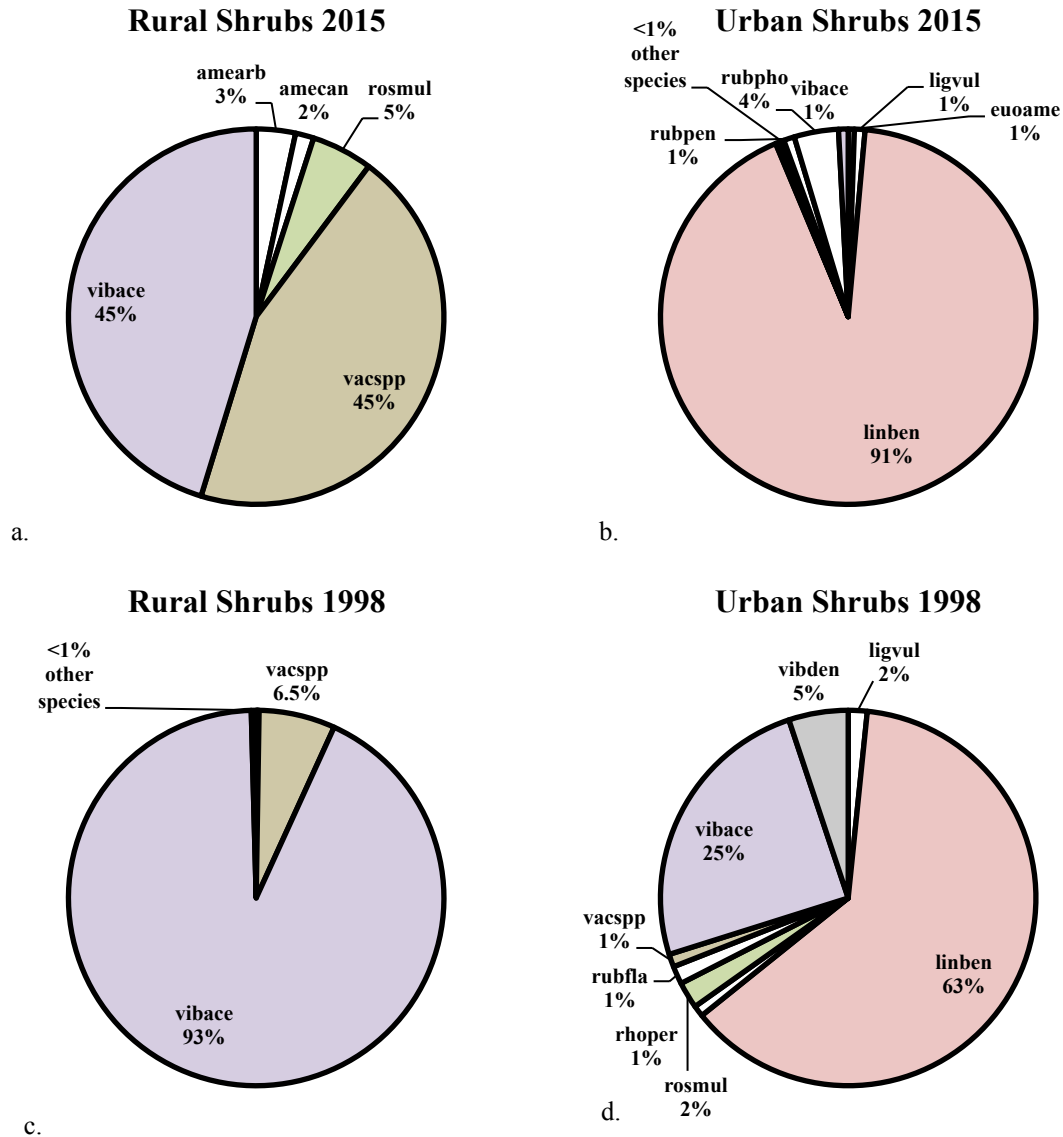 Rural Shrubs 2015
amearb
3%
amecan
2%
rosmul
5%
vacspp
45%
vibace
45%
a.
Urban Shrubs 2015
<1%
other
species
rubpho
4%
vibace
1%
ligvul
1%
euoame
1%
rubpen
1%
linben
91%
b.
Rural Shrubs 1998
<1%
other
species
vacspp
6.5%
vibace
93%
c.
Urban Shrubs 1998
vibden
5%
ligvul
2%
vibace
25%
vacspp
1%
rubfla
1%
rhoper
1%
rosmul
2%
linben
63%
d.